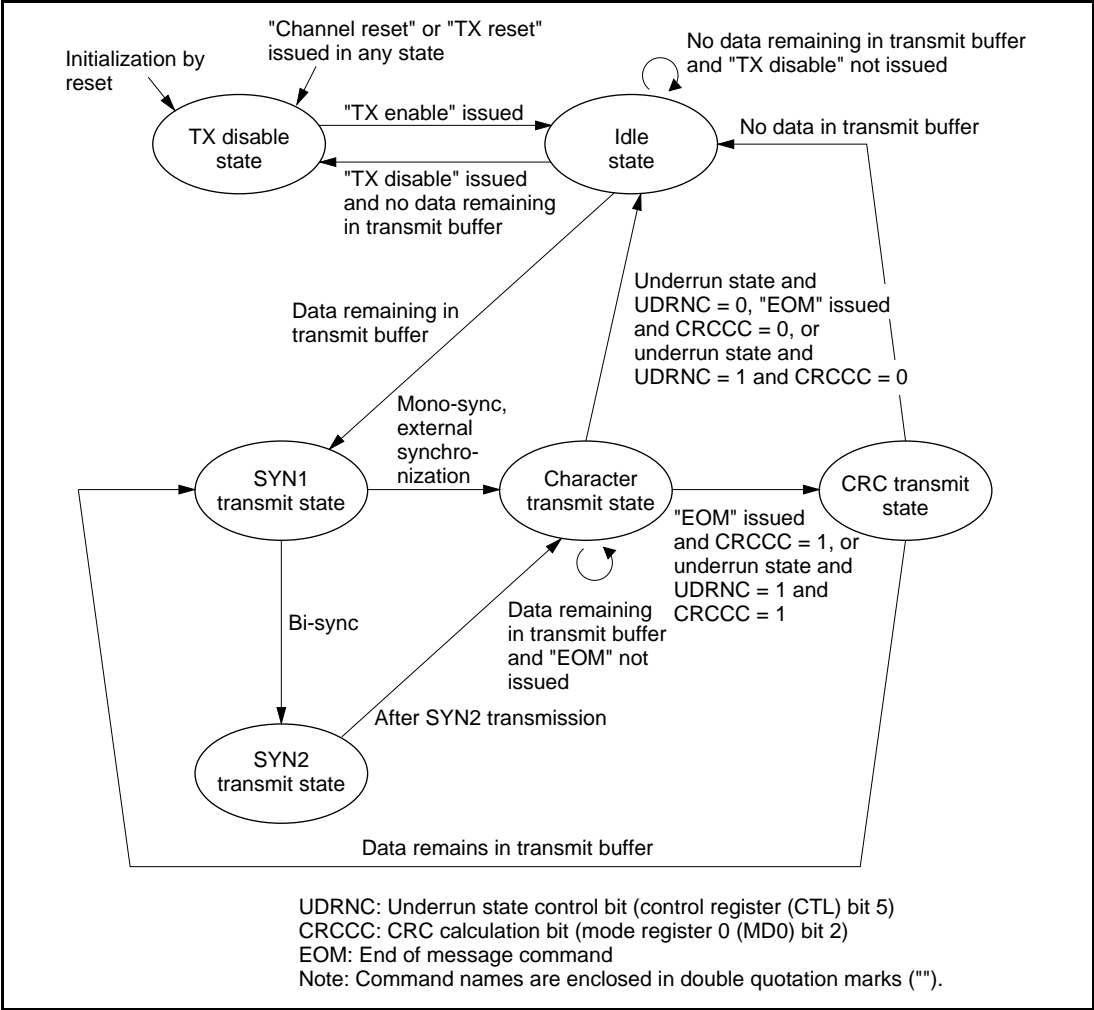 "Channel reset" or "TX reset"
issued in any state
Initialization by
reset
No data remaining in transmit buffer
and "TX disable" not issued
TX disable
state
"TX enable" issued
Idle
state
No data in transmit buffer
"TX disable" issued
and no data remaining
in transmit buffer
Underrun state and
UDRNC = 0, "EOM" issued
and CRCCC = 0, or
underrun state and
UDRNC = 1 and CRCCC = 0
Data remaining in
transmit buffer
Mono-sync,
external
synchro-
nization
SYN1
transmit state
Character
transmit state
CRC transmit
state
"EOM" issued
and CRCCC = 1, or
underrun state and
UDRNC = 1 and
CRCCC = 1
Data remaining
in transmit buffer
and "EOM" not
issued
Bi-sync
After SYN2 transmission
SYN2
transmit state
Data remains in transmit buffer
UDRNC: Underrun state control bit (control register (CTL) bit 5)
CRCCC: CRC calculation bit (mode register 0 (MD0) bit 2)
EOM: End of message command
Note: Command names are enclosed in double quotation marks ("").